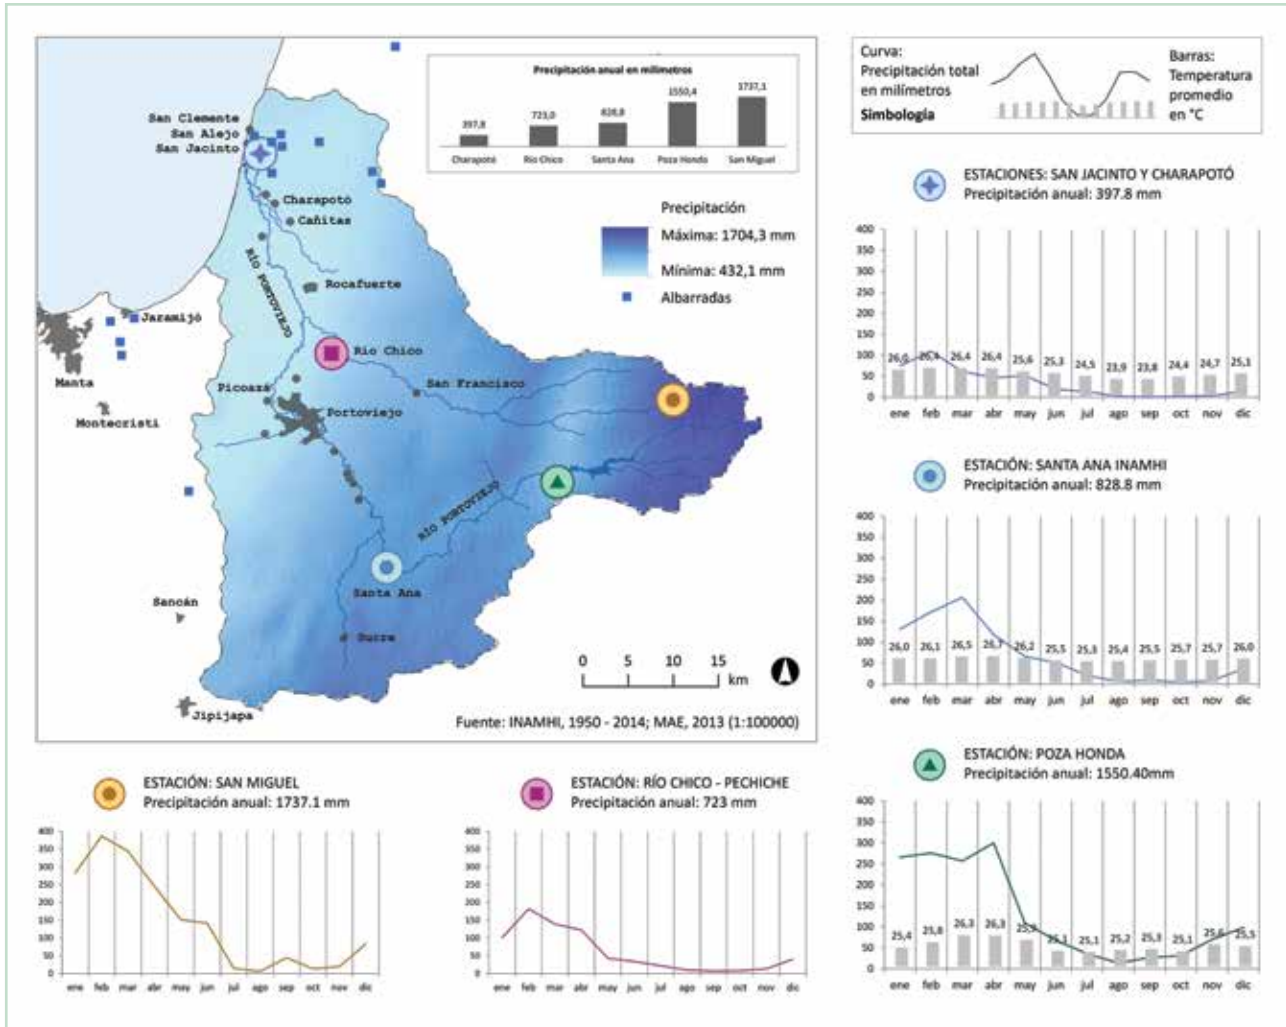 Precipitación anual en milímetros
397,8
723,0
828,8
1550,4
1737,1
Charapotó
Río Chico
Santa Ana
Poza Honda
San Miguel
San Clemente
San Alejo
San Jacinto
Charapotó
Cañitas
RÍO PORTOVIEJO
Rocafuerte
Jaramijó
Manta
Montecristi
Río Chico
San Francisco
Picoazá
Portoviejo
RÍO PORTOVIEJO
Santa Ana
Sucre
Sancán
Jipijapa
Precipitación
Máxima: 1704,3 mm
Mínima: 432,1 mm
Albarradas
0 5 10 15
km
Fuente: INAMHI, 1950 - 2014; MAE, 2013 (1:100000)
Curva:
Precipitación total
en milímetros
Simbología
Barras:
Temperatura
promedio
en °C
ESTACIONES: SAN JACINTO Y CHARAPOTÓ
Precipitación anual: 397.8 mm
400
350
300
250
200
150
100
50
0
26,0 26,4 26,4 26,4 25,6 25,3 24,5 23,9 23,8 24,4 24,7 25,1
ene feb mar abr may jun jul ago sep oct nov dic
ESTACIÓN: SANTA ANA INAMHI
Precipitación anual: 828.8 mm
400
350
300
250
200
150
100
50
0
26,0 26,1 26,5 26,7 26,2 25,5 25,3 25,4 25,5 25,7 25,7 26,0
ene feb mar abr may jun jul ago sep oct nov dic
ESTACIÓN: POZA HONDA
Precipitación anual: 1550.40mm
400
350
300
250
200
150
100
50
0
25,4 25,8 26,3 26,3 25,1 25,1 25,2 25,3 25,1 25,6 25,5
ene feb mar abr may jun jul ago sep oct nov dic
ESTACIÓN: SAN MIGUEL
Precipitación anual: 1737.1 mm
400
350
300
250
200
150
100
50
0
ene feb mar abr may jun jul ago sep oct nov dic
ESTACIÓN: RÍO CHICO - PECHICHE
Precipitación anual: 723 mm
400
350
300
250
200
150
100
50
0
ene feb mar abr may jun jul ago sep oct nov dic